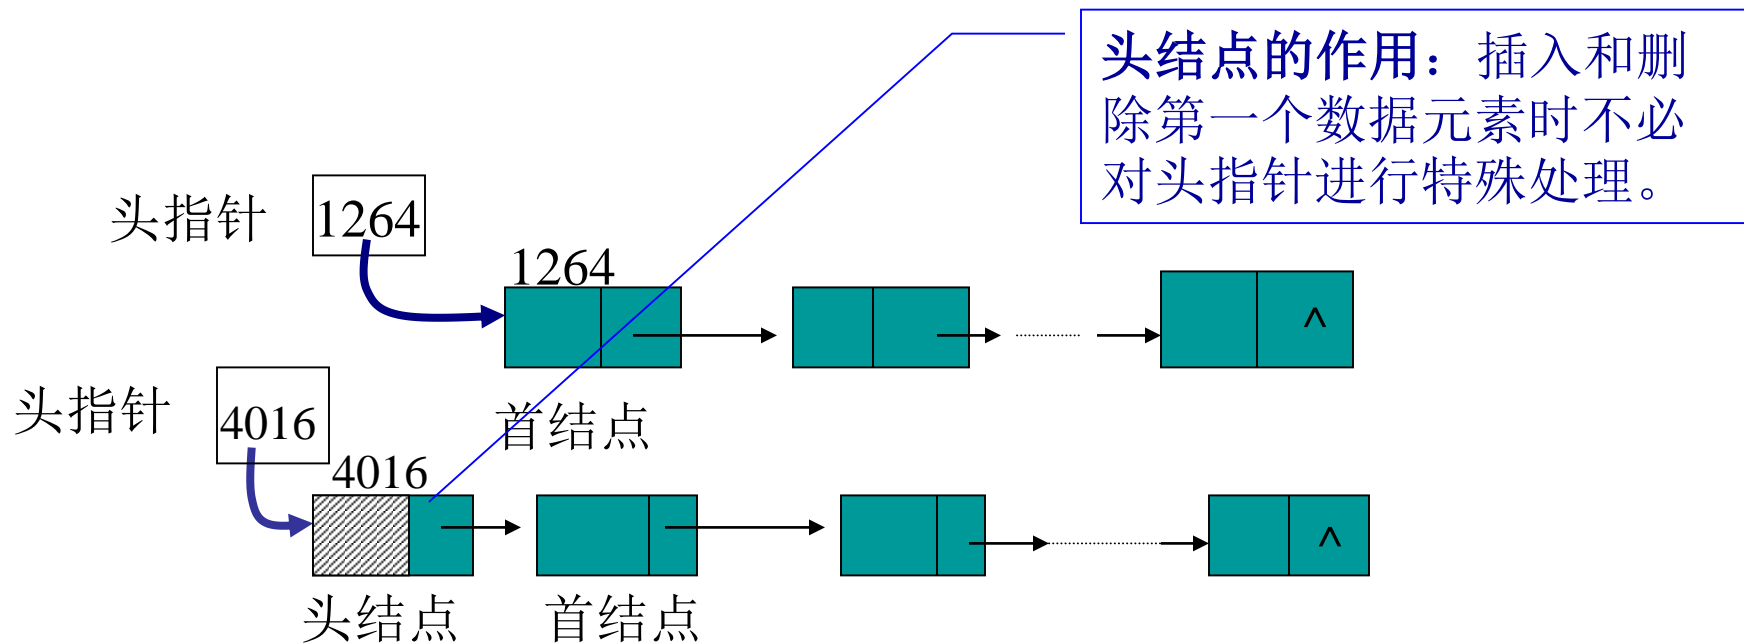 头结点的作用：插入和删
除第一个数据元素时不必
对头指针进行特殊处理。
头指针 1264
1264
^
头指针 4016
首结点
4016
^
头结点 首结点